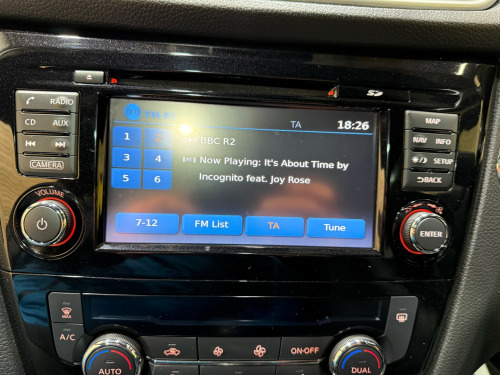 RADIO
CD AUX
CAMERA
VOLUME
TA 18:26
BBC R2
Now Playing: It's About Time by
Incognito feat. Joy Rose
1 2
3 4
5 6
7-12 FM List TA Tune
MAP
NAV INFO
SETUP
BACK
ENTER
A/C
AUTO
ON·OFF
DUAL